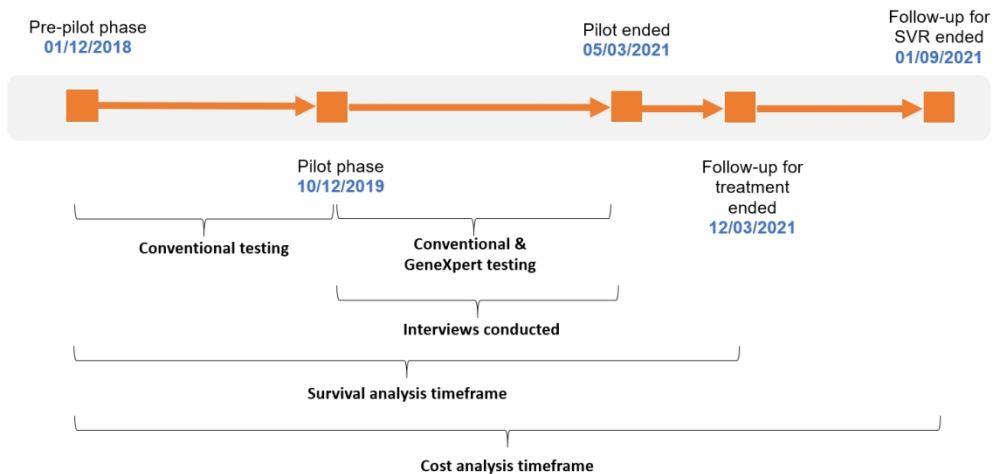 Pre-pilot phase
01/12/2018
Pilot ended
05/03/2021
Follow-up for
SVR ended
01/09/2021
Pilot phase
10/12/2019
Follow-up for
treatment
ended
12/03/2021
Conventional testing
Conventional &
GeneXpert testing
Interviews conducted
Survival analysis timeframe
Cost analysis timeframe